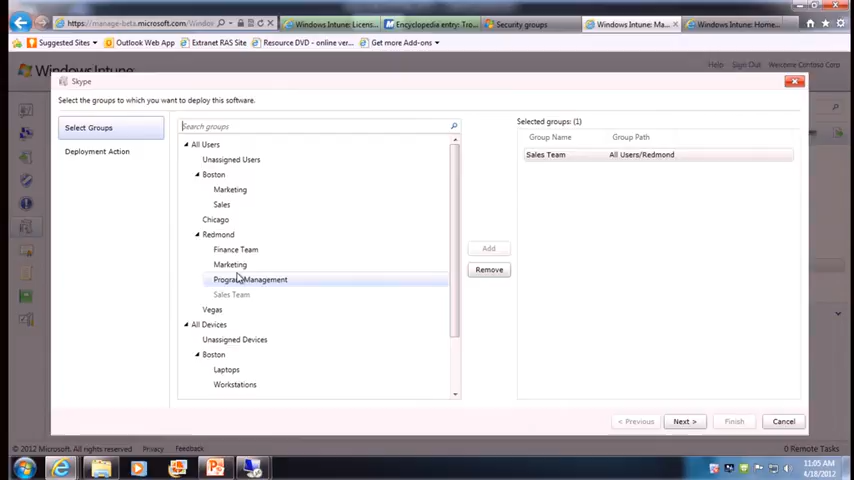 https://manage-beta.microsoft.com/Window
Windows Intune: Licens...
Encyclopedia entry: Tro...
Security groups
Windows Intune: Ma...
Windows Intune: Home...
Suggested Sites
Outlook Web App
Extranet RAS Site
Resource DVD - online ver...
Get more Add-ons
Windows Intune
Help
Sign Out
Westerne Contoso Corp
Skype
Select the groups to which you want to deploy this software.
Select Groups
Deployment Action
Search groups
All Users
Unassigned Users
Boston
Marketing
Sales
Chicago
Redmond
Finance Team
Marketing
Program Management
Sales Team
Vegas
All Devices
Unassigned Devices
Boston
Laptops
Workstations
Add
Remove
Selected groups: (1)
Group Name Group Path
Sales Team All Users/Redmond
< Previous
Next >
Finish
Cancel
© 2012 Microsoft. All rights reserved.
Privacy
Feedback
0 Remote Tasks
11:05 AM
4/18/2012